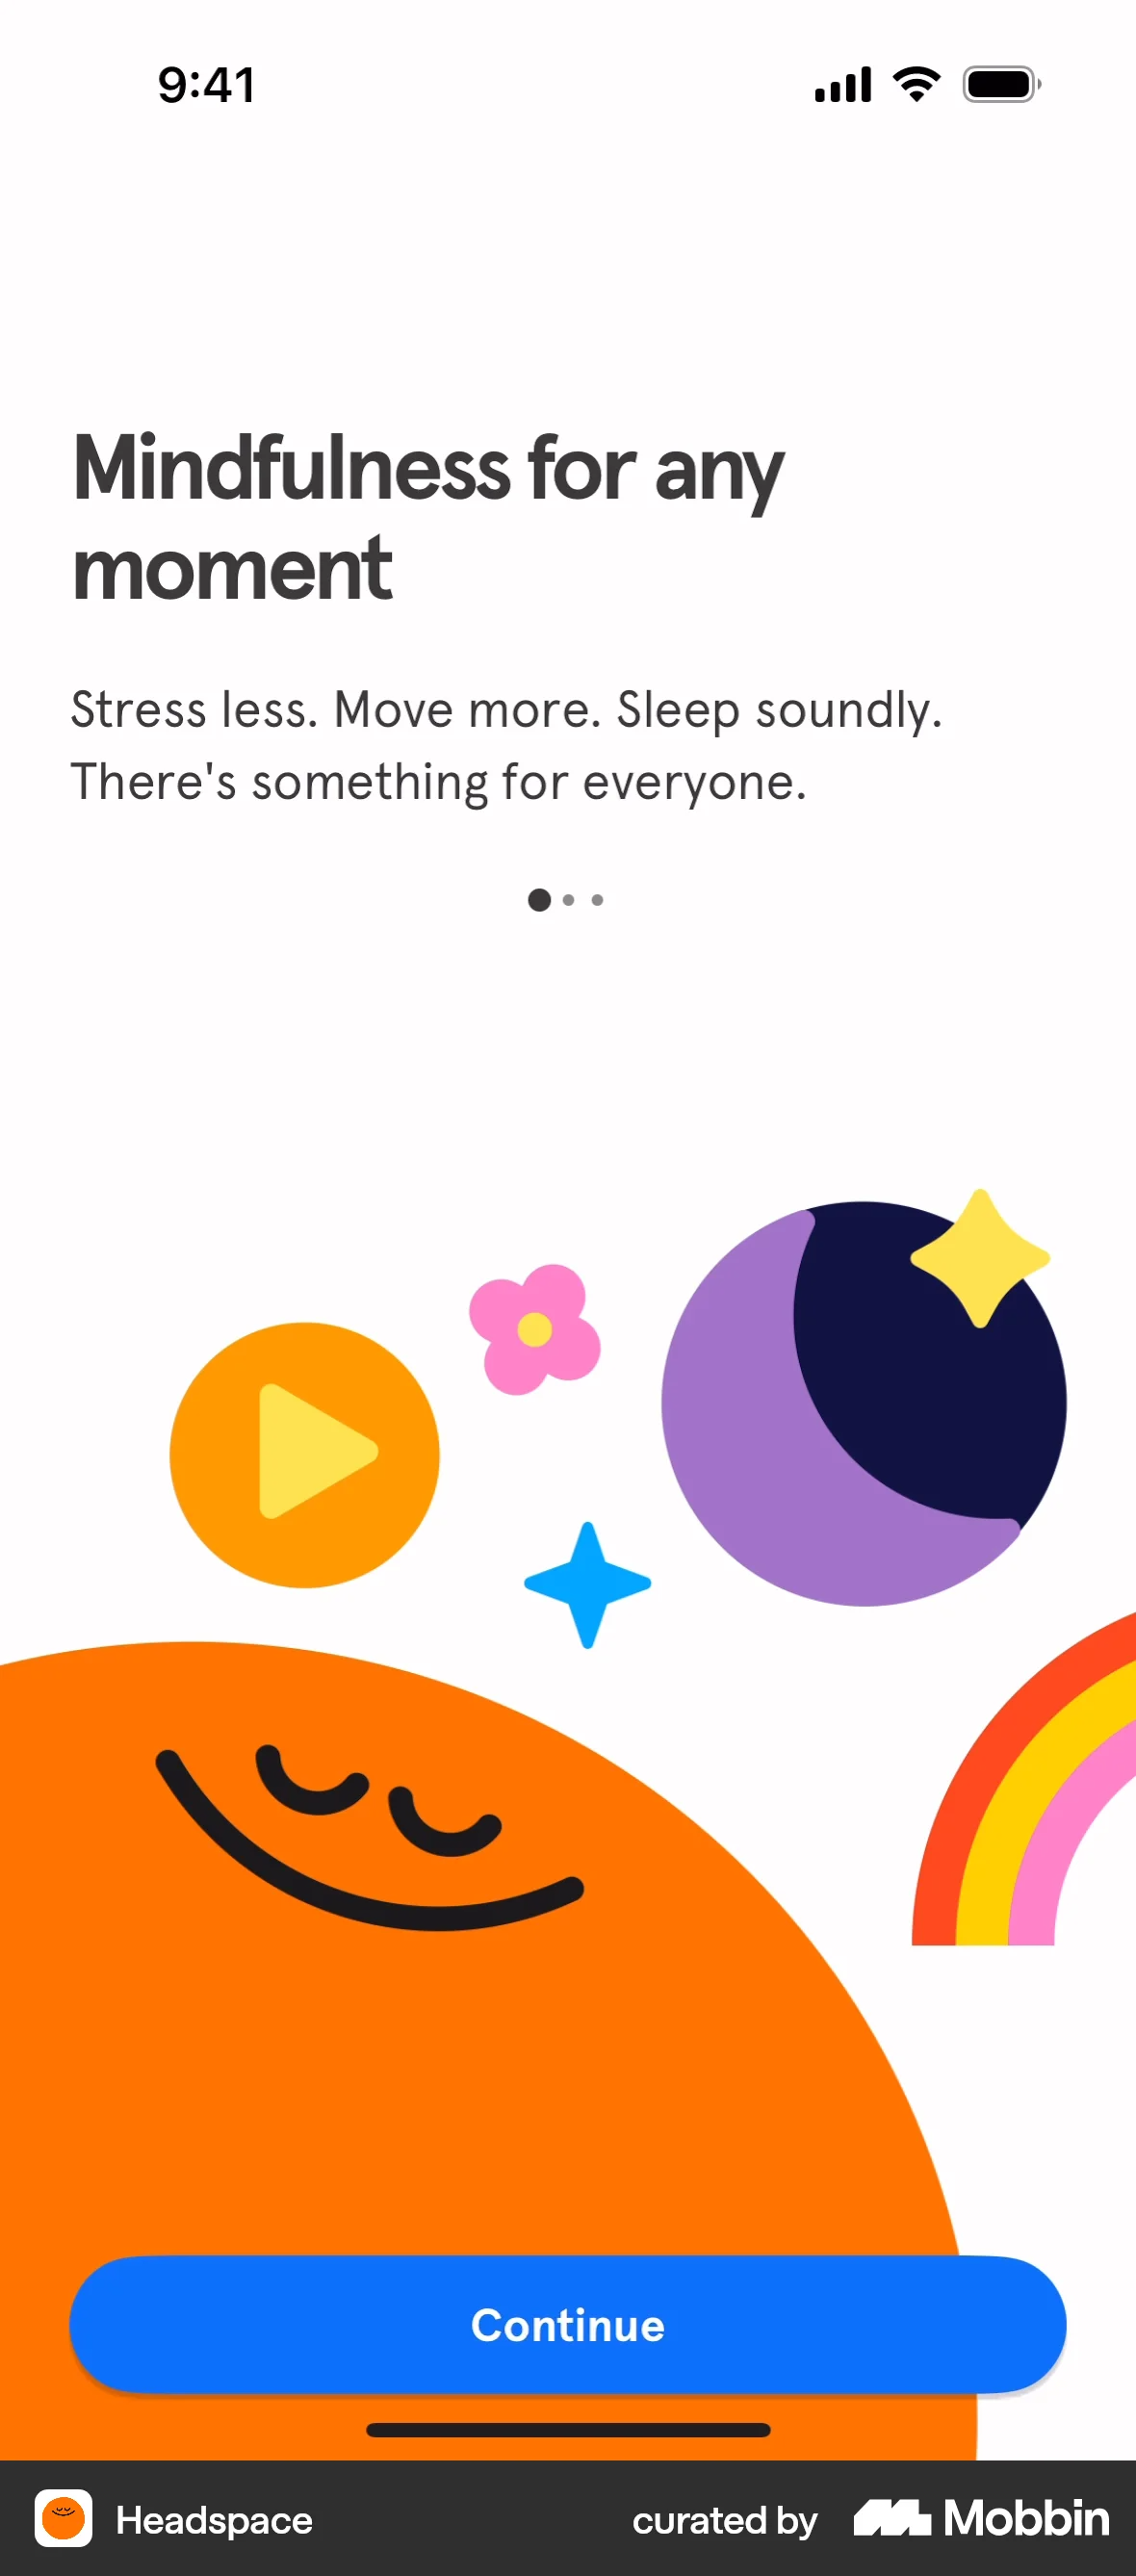 9:41
Mindfulness for any
moment
Stress less. Move more. Sleep soundly.
There's something for everyone.
Continue
Headspace
curated by Mobbin